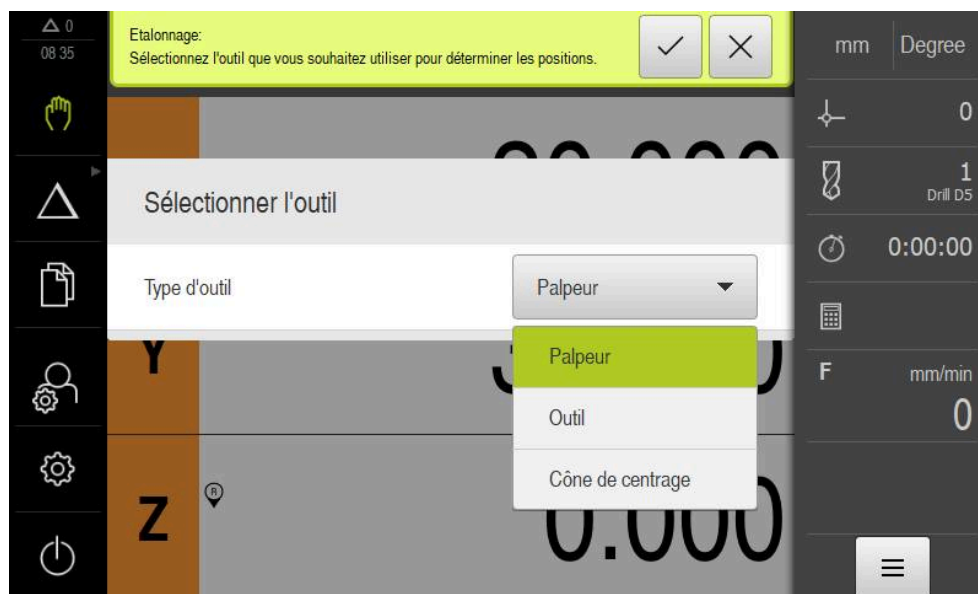 0
08 35
Etalonnage:
Sélectionnez l'outil que vous souhaitez utiliser pour déterminer les positions.
mm Degree
0
1
Drill D5
0:00:00
F mm/min
0
Sélectionner l'outil
Type d'outil Palpeur
Palpeur
Outil
Cône de centrage
Y
Z R 0.000